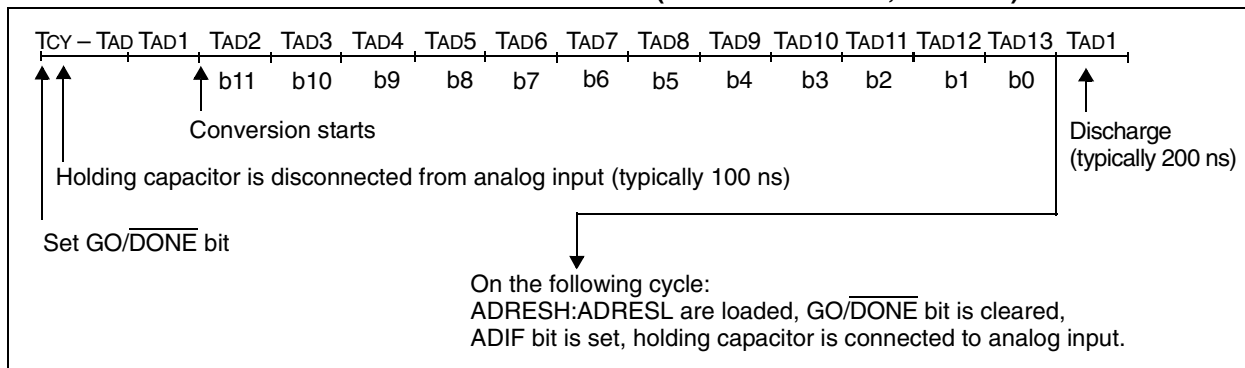 TCY – TAD TAD1 TAD2 TAD3 TAD4 TAD5 TAD6 TAD7 TAD8 TAD9 TAD10 TAD11 TAD12 TAD13 TAD1
b11 b10 b9 b8 b7 b6 b5 b4 b3 b2 b1 b0
Conversion starts
Discharge
(typically 200 ns)
Holding capacitor is disconnected from analog input (typically 100 ns)
Set GO/DONE bit
On the following cycle:
ADRESH:ADRESL are loaded, GO/DONE bit is cleared,
ADIF bit is set, holding capacitor is connected to analog input.